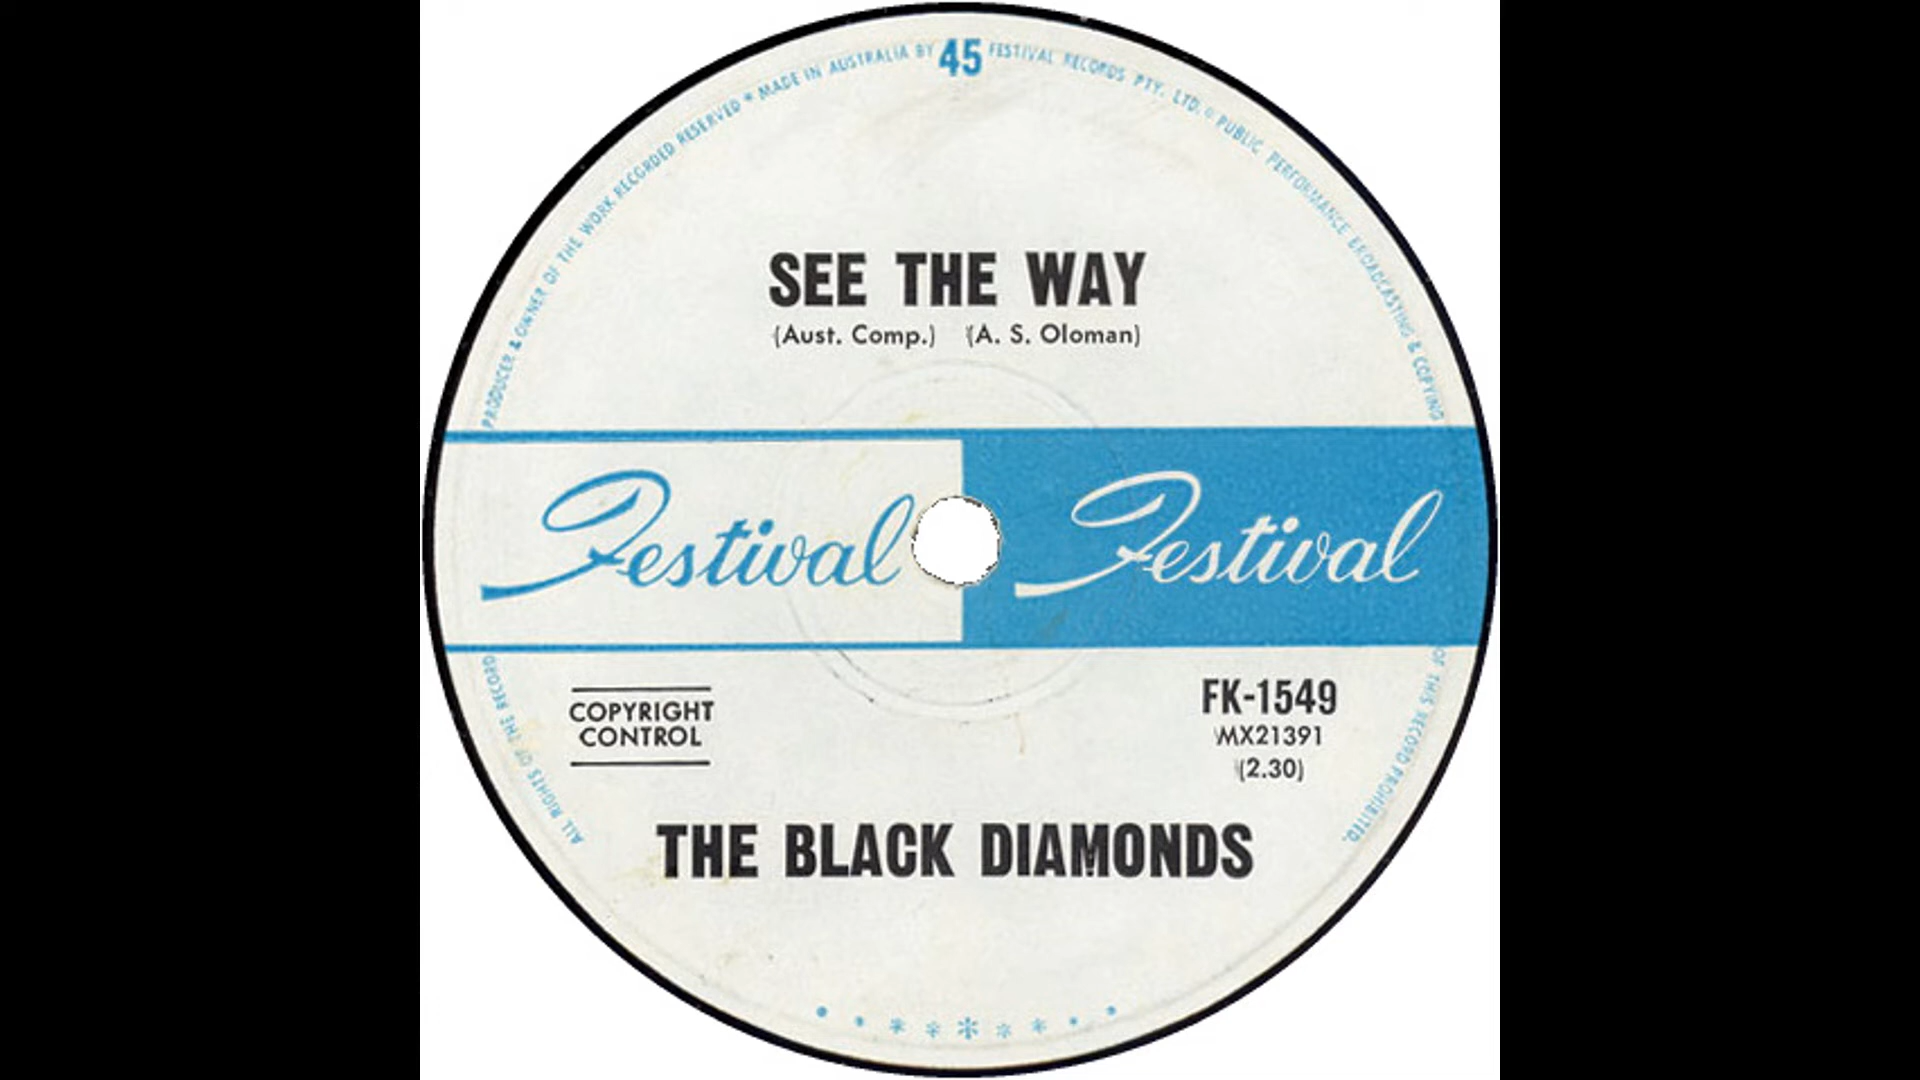 ALL RIGHTS OF THE RECORD PRODUCER & OWNER OF THE WORK RECORDED RESERVED * MADE IN AUSTRALIA BY 45 FESTIVAL RECORDS PTY. LTD. PUBLIC PERFORMANCE BROADCASTING & COPYING OF THIS RECORD PROHIBITED.
SEE THE WAY
(Aust. Comp.) (A. S. Oloman)
Festival Festival
COPYRIGHT
CONTROL
FK-1549
MX21391
(2.30)
THE BLACK DIAMONDS